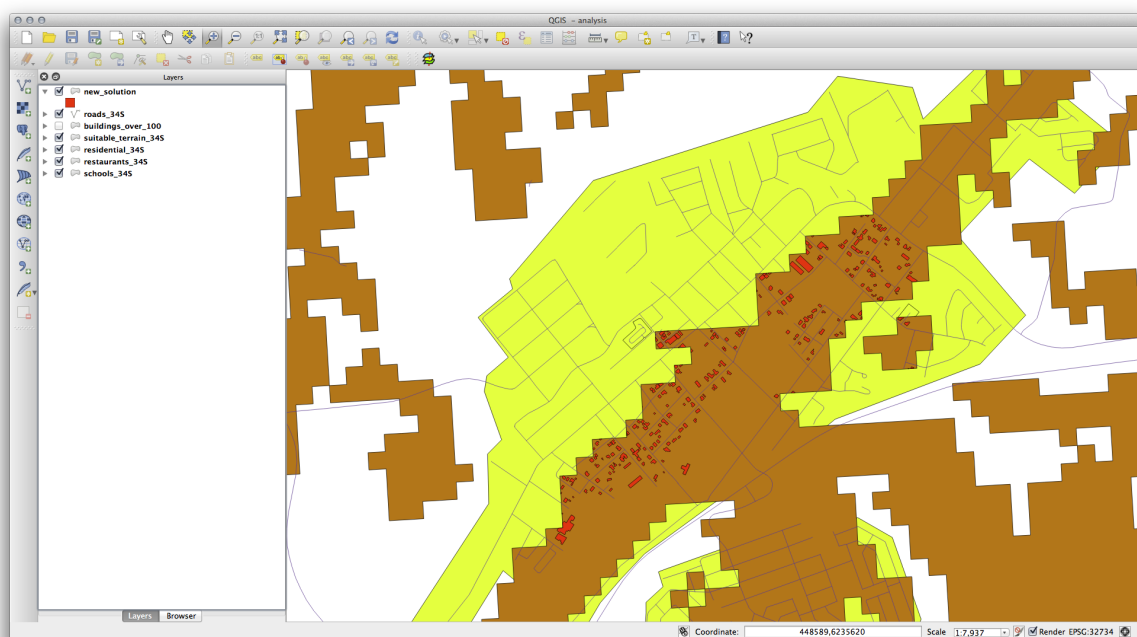 QGIS - analysis
Layers
new_solution
roads_34S
buildings_over_100
suitable_terrain_34S
residential_34S
restaurants_34S
schools_34S
Layers
Browser
Coordinate:
448589,6235620
Scale
1:7,937
Render
EPSG:32734